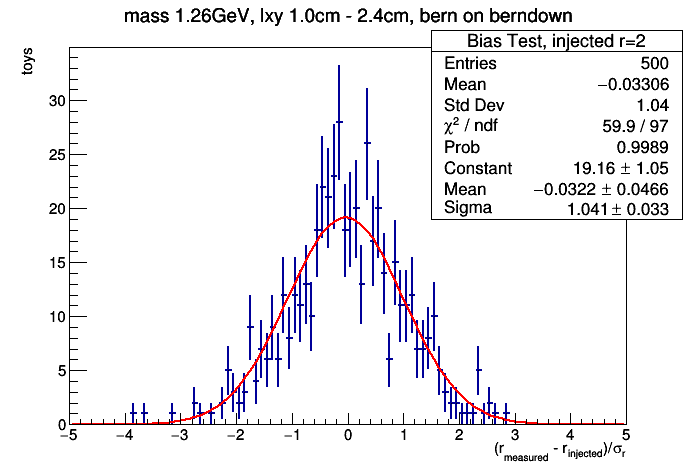 mass 1.26GeV, lxy 1.0cm - 2.4cm, bern on berndown
Bias Test, injected r=2
Entries 500
Mean −0.03306
Std Dev 1.04
χ² / ndf 59.9 / 97
Prob 0.9989
Constant 19.16 ± 1.05
Mean −0.0322 ± 0.0466
Sigma 1.041 ± 0.033
toys
30
25
20
15
10
5
0
−5 −4 −3 −2 −1 0 1 2 3 4 5
(r_measured - r_injected)/σ_r